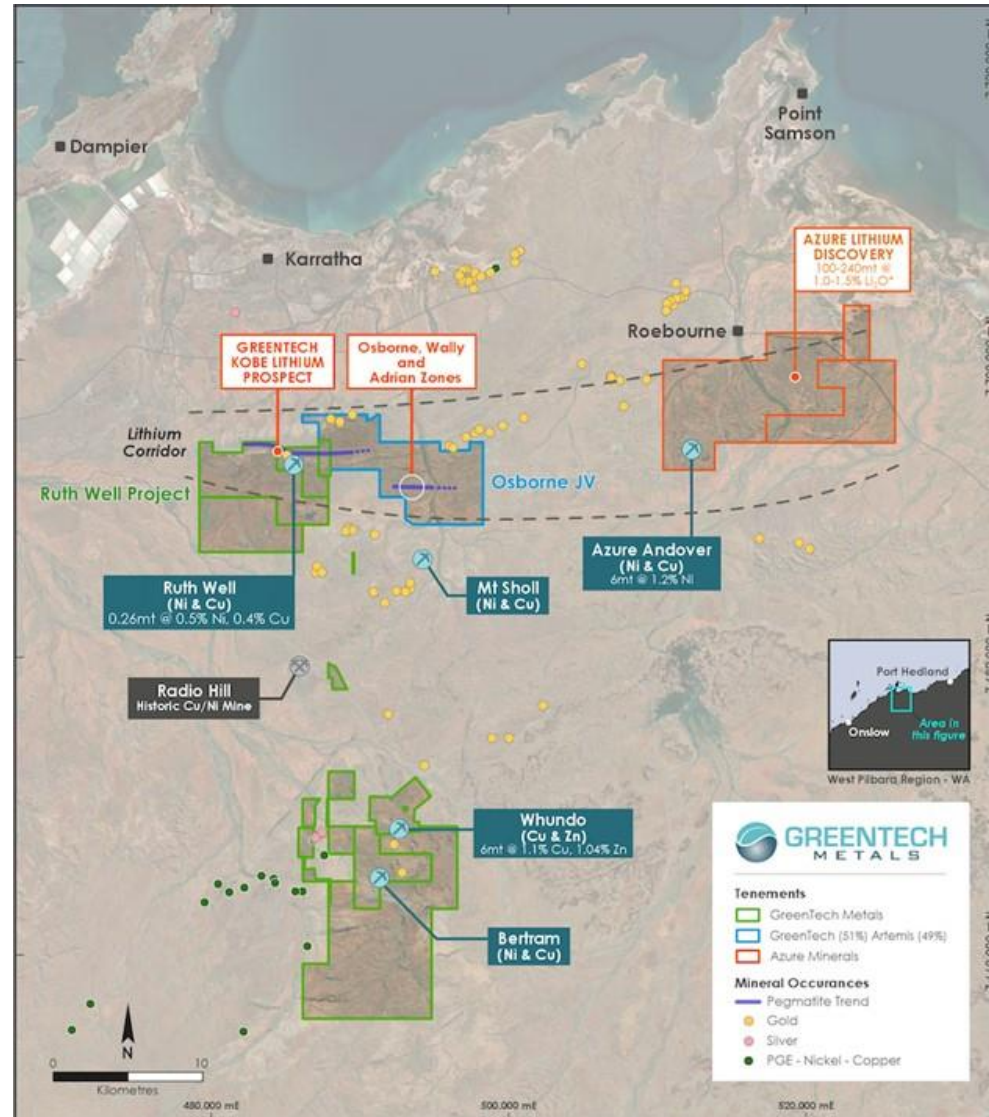 Point
Samson
Dampier
Karratha
AZURE LITHIUM
DISCOVERY
100-240mt @
1.0-1.5% Li₂O*
Roebourne
GREENTECH
KOBE LITHIUM
PROSPECT
Osborne, Wally
and
Adrian Zones
Lithium
Corridor
Ruth Well Project
Osborne JV
Ruth Well
(Ni & Cu)
0.26mt @ 0.5% Ni, 0.4% Cu
Mt Sholl
(Ni & Cu)
Azure Andover
(Ni & Cu)
6mt @ 1.2% Ni
Radio Hill
Historic Cu/Ni Mine
Port Hedland
Onslow
Area in
this figure
West Pilbara Region - WA
Whundo
(Cu & Zn)
6mt @ 1.1% Cu, 1.04% Zn
Bertram
(Ni & Cu)
GREENTECH
METALS
Tenements
GreenTech Metals
GreenTech (51%) Artemis (49%)
Azure Minerals
Mineral Occurances
Pegmatite Trend
Gold
Silver
PGE - Nickel - Copper
N
0
10
Kilometres
480,000 mE
500,000 mE
520,000 mE